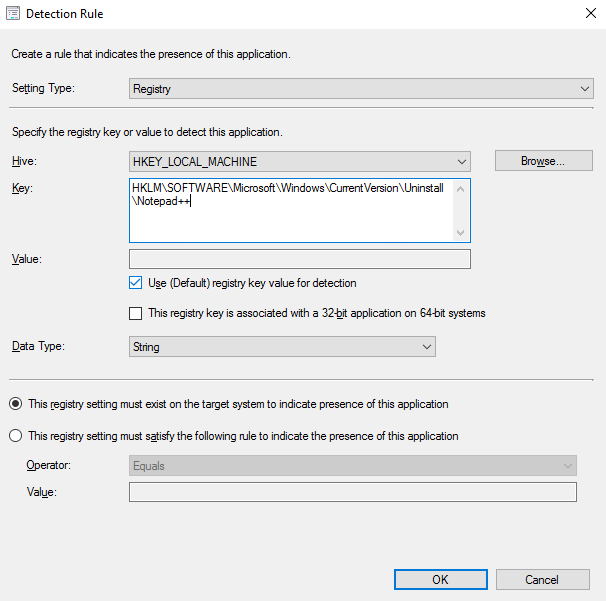 Detection Rule
Create a rule that indicates the presence of this application.
Setting Type:
Registry
Specify the registry key or value to detect this application.
Hive:
HKEY_LOCAL_MACHINE
Browse...
Key:
HKLM\SOFTWARE\Microsoft\Windows\CurrentVersion\Uninstall
\Notepad++
Value:
Use (Default) registry key value for detection
This registry key is associated with a 32-bit application on 64-bit systems
Data Type:
String
This registry setting must exist on the target system to indicate presence of this application
This registry setting must satisfy the following rule to indicate the presence of this application
Operator:
Equals
Value:
OK
Cancel